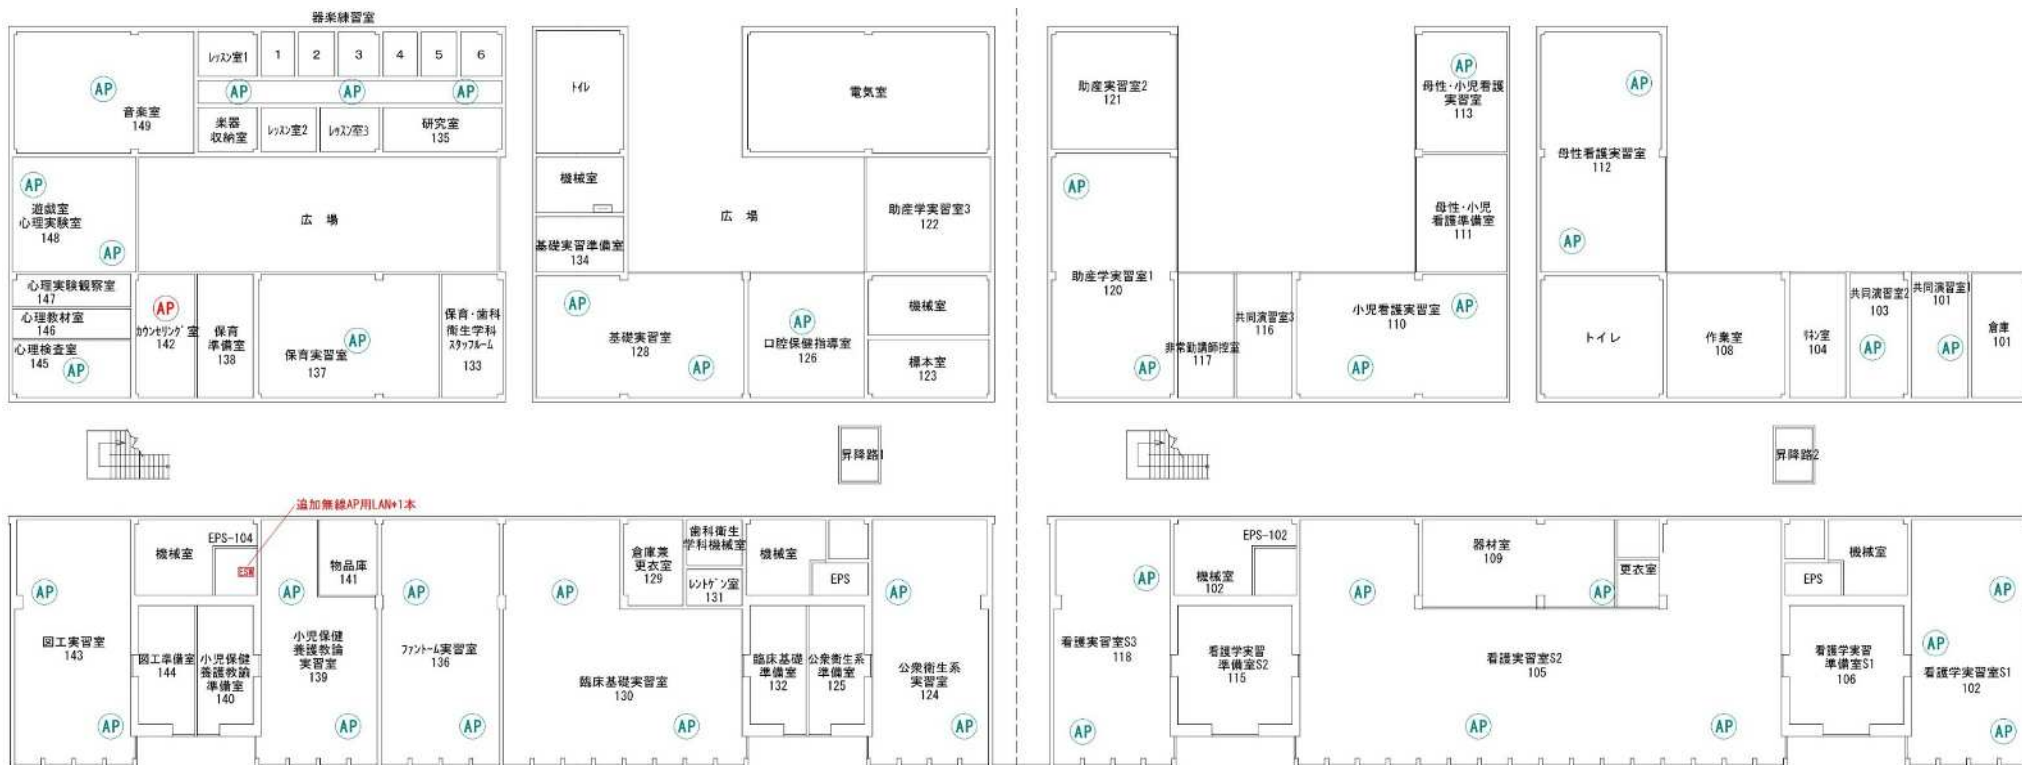 器楽練習室
レッスン室1
1
2
3
4
5
6
AP
AP
AP
AP
音楽室
149
楽器
収納室
レッスン室2
レッスン室3
研究室
135
トイレ
電気室
助産実習室2
121
AP
母性・小児看護
実習室
113
AP
母性看護実習室
112
AP
AP
遊戯室
心理実験室
148
AP
広 場
機械室
基礎実習準備室
134
広 場
助産学実習室3
122
AP
助産学実習室1
120
AP
母性・小児
看護準備室
111
心理実験観察室
147
心理教材室
146
心理検査室
145
AP
AP
カウンセリング室
142
保育
準備室
138
保育実習室
137
AP
保育・歯科
衛生学科
スタッフルーム
133
AP
基礎実習室
128
AP
AP
口腔保健指導室
126
機械室
標本室
123
非常勤講師控室
117
共同演習室3
116
小児看護実習室
110
AP
AP
トイレ
作業室
108
リネン室
104
共同演習室2
103
AP
共同演習室1
101
AP
倉庫
101
昇降路1
昇降路2
追加無線AP用LAN*1本
機械室
EPS-104
ESW
物品庫
141
倉庫兼
更衣室
129
歯科衛生
学科機械室
レントゲン室
131
機械室
EPS
AP
図工実習室
143
AP
図工準備室
144
小児保健
養護教諭
準備室
140
AP
小児保健
養護教諭
実習室
139
AP
AP
ファントーム実習室
136
AP
AP
臨床基礎実習室
130
AP
臨床基礎
準備室
132
公衆衛生系
準備室
125
AP
公衆衛生系
実習室
124
AP
AP
看護実習室S3
118
AP
EPS-102
機械室
102
看護学実習
準備室S2
115
AP
器材室
109
更衣室
AP
看護実習室S2
105
AP
AP
機械室
EPS
看護学実習
準備室S1
106
AP
AP
看護学実習室S1
102
AP